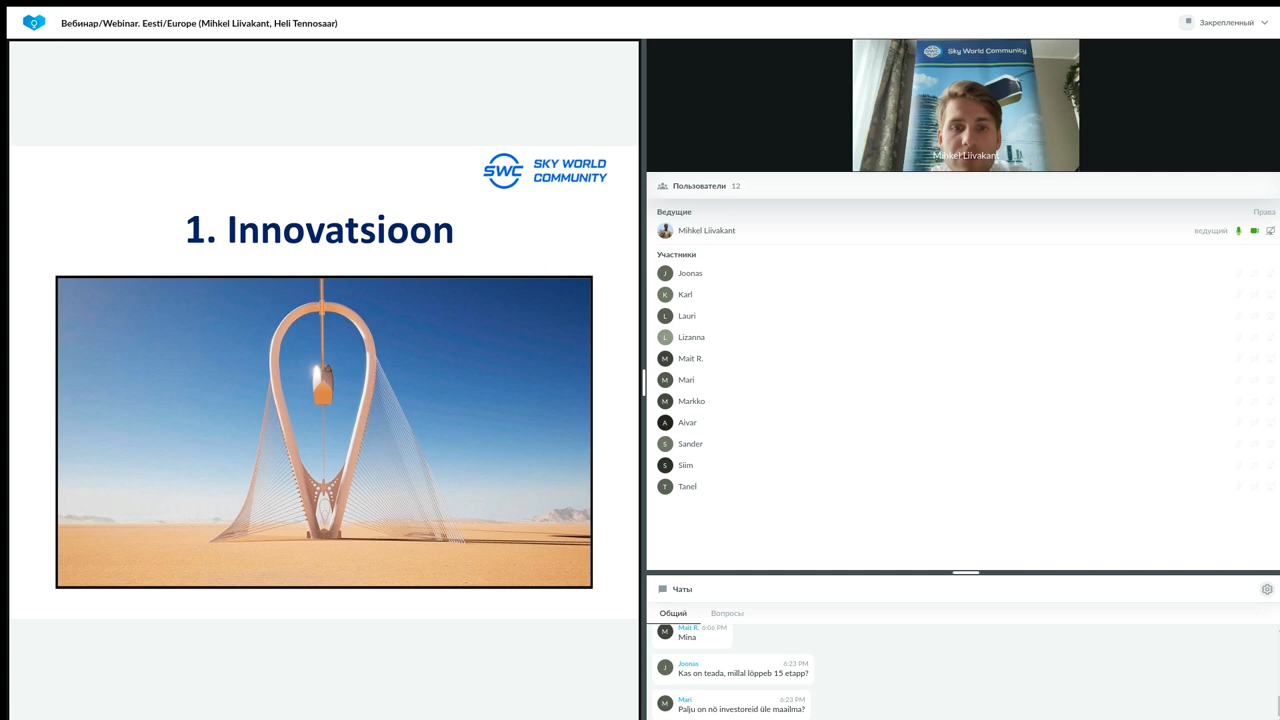 Вебинар/Webinar. Eesti/Europe (Mihkel Liivakant, Heli Tennosaar)
Закрепленный
SWC SKY WORLD
COMMUNITY
1. Innovatsioon
Sky World Community
Mihkel Liivakant
Пользователи 12
Ведущие Права
Mihkel Liivakant ведущий
Участники
J Joonas
K Karl
L Lauri
L Lizanna
M Mait R.
M Mari
M Markko
A Aivar
S Sander
S Siim
T Tanel
Чаты
Общий Вопросы
Mait R. 6:06 PM
M Mina
Joonas 6:23 PM
J Kas on teada, millal lõppeb 15 etapp?
Mari 6:23 PM
M Palju on nö investoreid üle maailma?